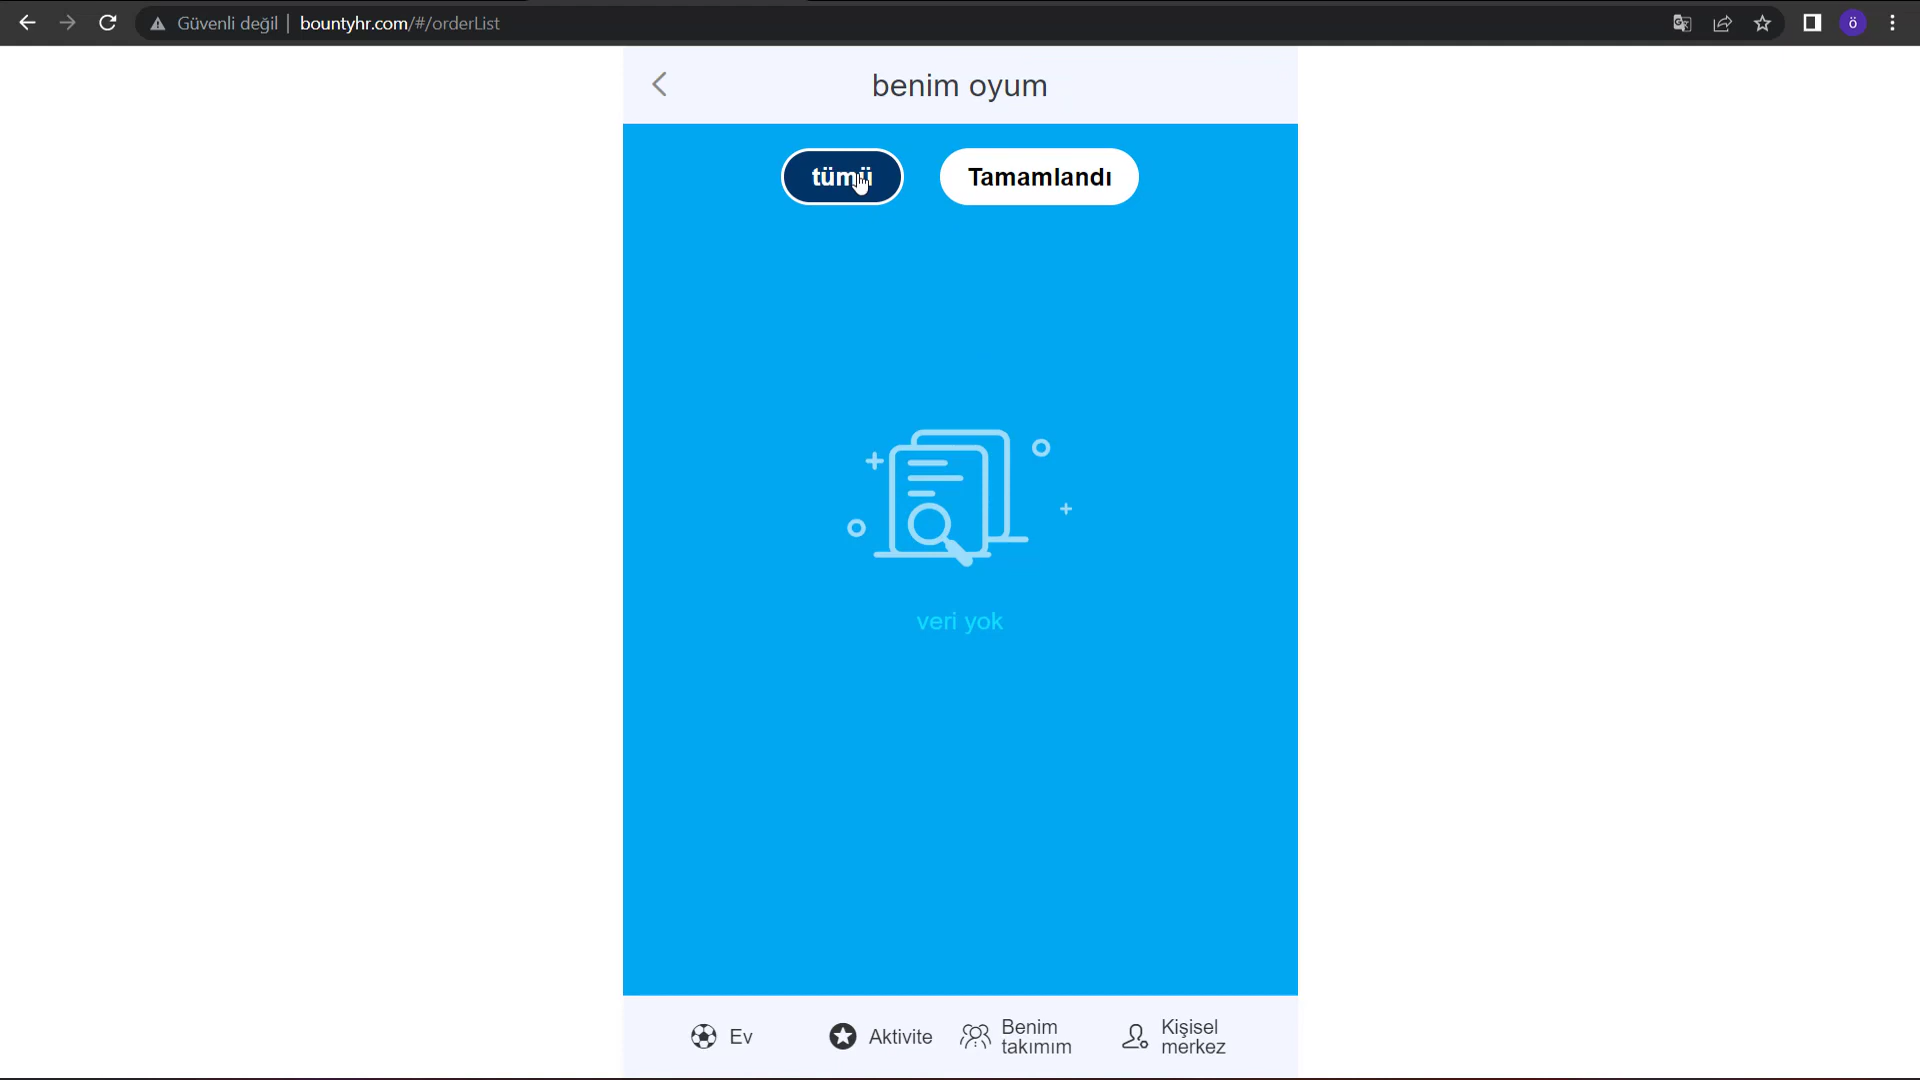 Güvenli değil | bountyhr.com/#/orderList
ö
benim oyum
tümü
Tamamlandı
veri yok
Ev
Aktivite
Benim
takımım
Kişisel
merkez